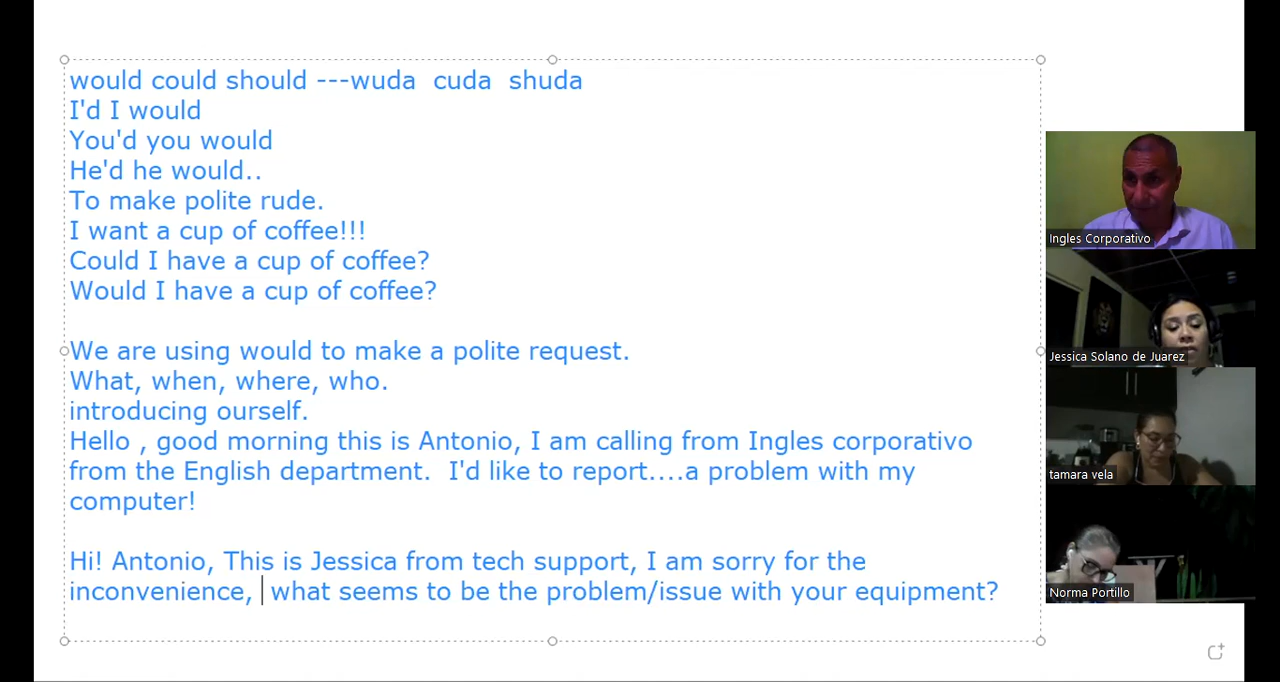 would could should ---wuda  cuda  shuda
I'd I would
You'd you would
He'd he would..
To make polite rude.
I want a cup of coffee!!!
Could I have a cup of coffee?
Would I have a cup of coffee?
We are using would to make a polite request.
What, when, where, who.
introducing ourself.
Hello , good morning this is Antonio, I am calling from Ingles corporativo
from the English department.  I'd like to report....a problem with my
computer!
Hi! Antonio, This is Jessica from tech support, I am sorry for the
inconvenience, what seems to be the problem/issue with your equipment?
Ingles Corporativo
Jessica Solano de Juarez
tamara vela
Norma Portillo